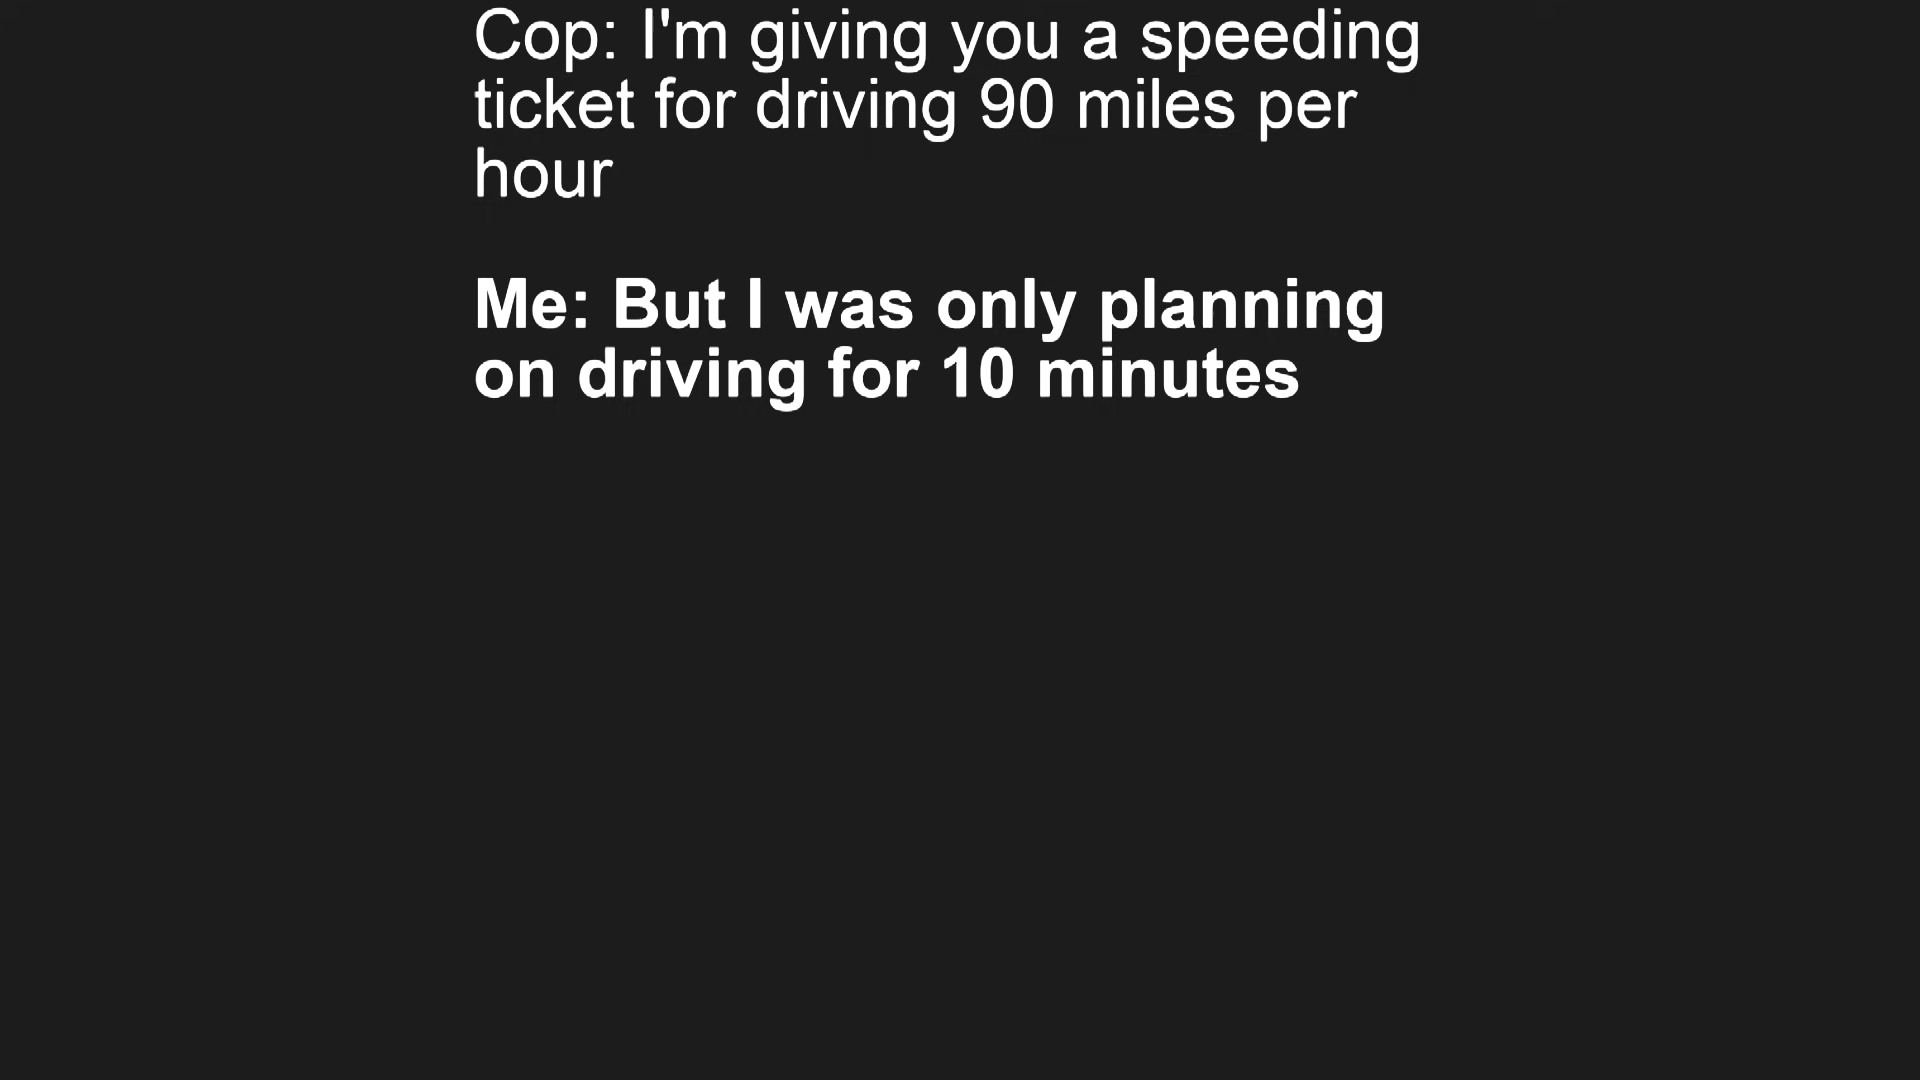 Cop: I'm giving you a speeding
ticket for driving 90 miles per
hour
Me: But I was only planning
on driving for 10 minutes